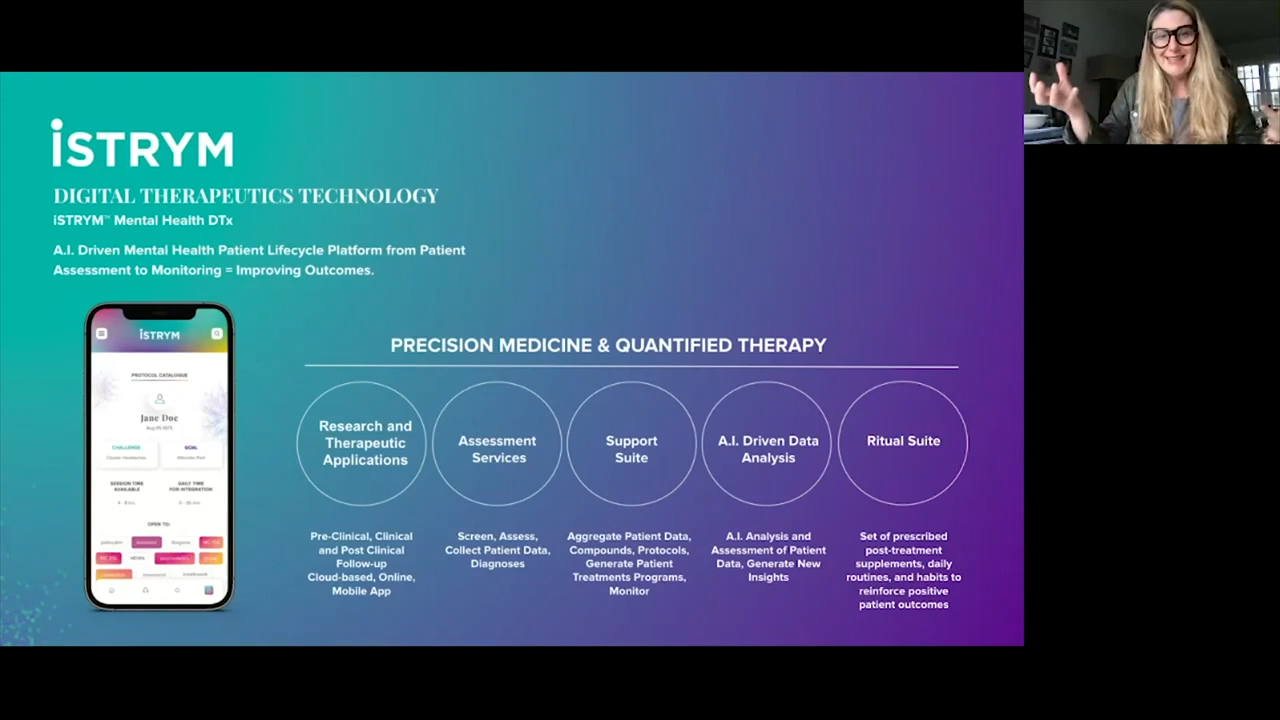 iSTRYM
DIGITAL THERAPEUTICS TECHNOLOGY
iSTRYM™ Mental Health DTx
A.I. Driven Mental Health Patient Lifecycle Platform from Patient
Assessment to Monitoring = Improving Outcomes.
iSTRYM
PROTOCOL CATALOGUE
Jane Doe
CHALLENGE
GOAL
SESSION TIME
AVAILABLE
DAILY TIME
FOR INTEGRATION
OPEN TO:
PRECISION MEDICINE & QUANTIFIED THERAPY
Research and
Therapeutic
Applications
Assessment
Services
Support
Suite
A.I. Driven Data
Analysis
Ritual Suite
Pre-Clinical, Clinical
and Post Clinical
Follow-up
Cloud-based, Online,
Mobile App
Screen, Assess,
Collect Patient Data,
Diagnoses
Aggregate Patient Data,
Compounds, Protocols,
Generate Patient
Treatments Programs,
Monitor
A.I. Analysis and
Assessment of Patient
Data, Generate New
Insights
Set of prescribed
post-treatment
supplements, daily
routines, and habits to
reinforce positive
patient outcomes